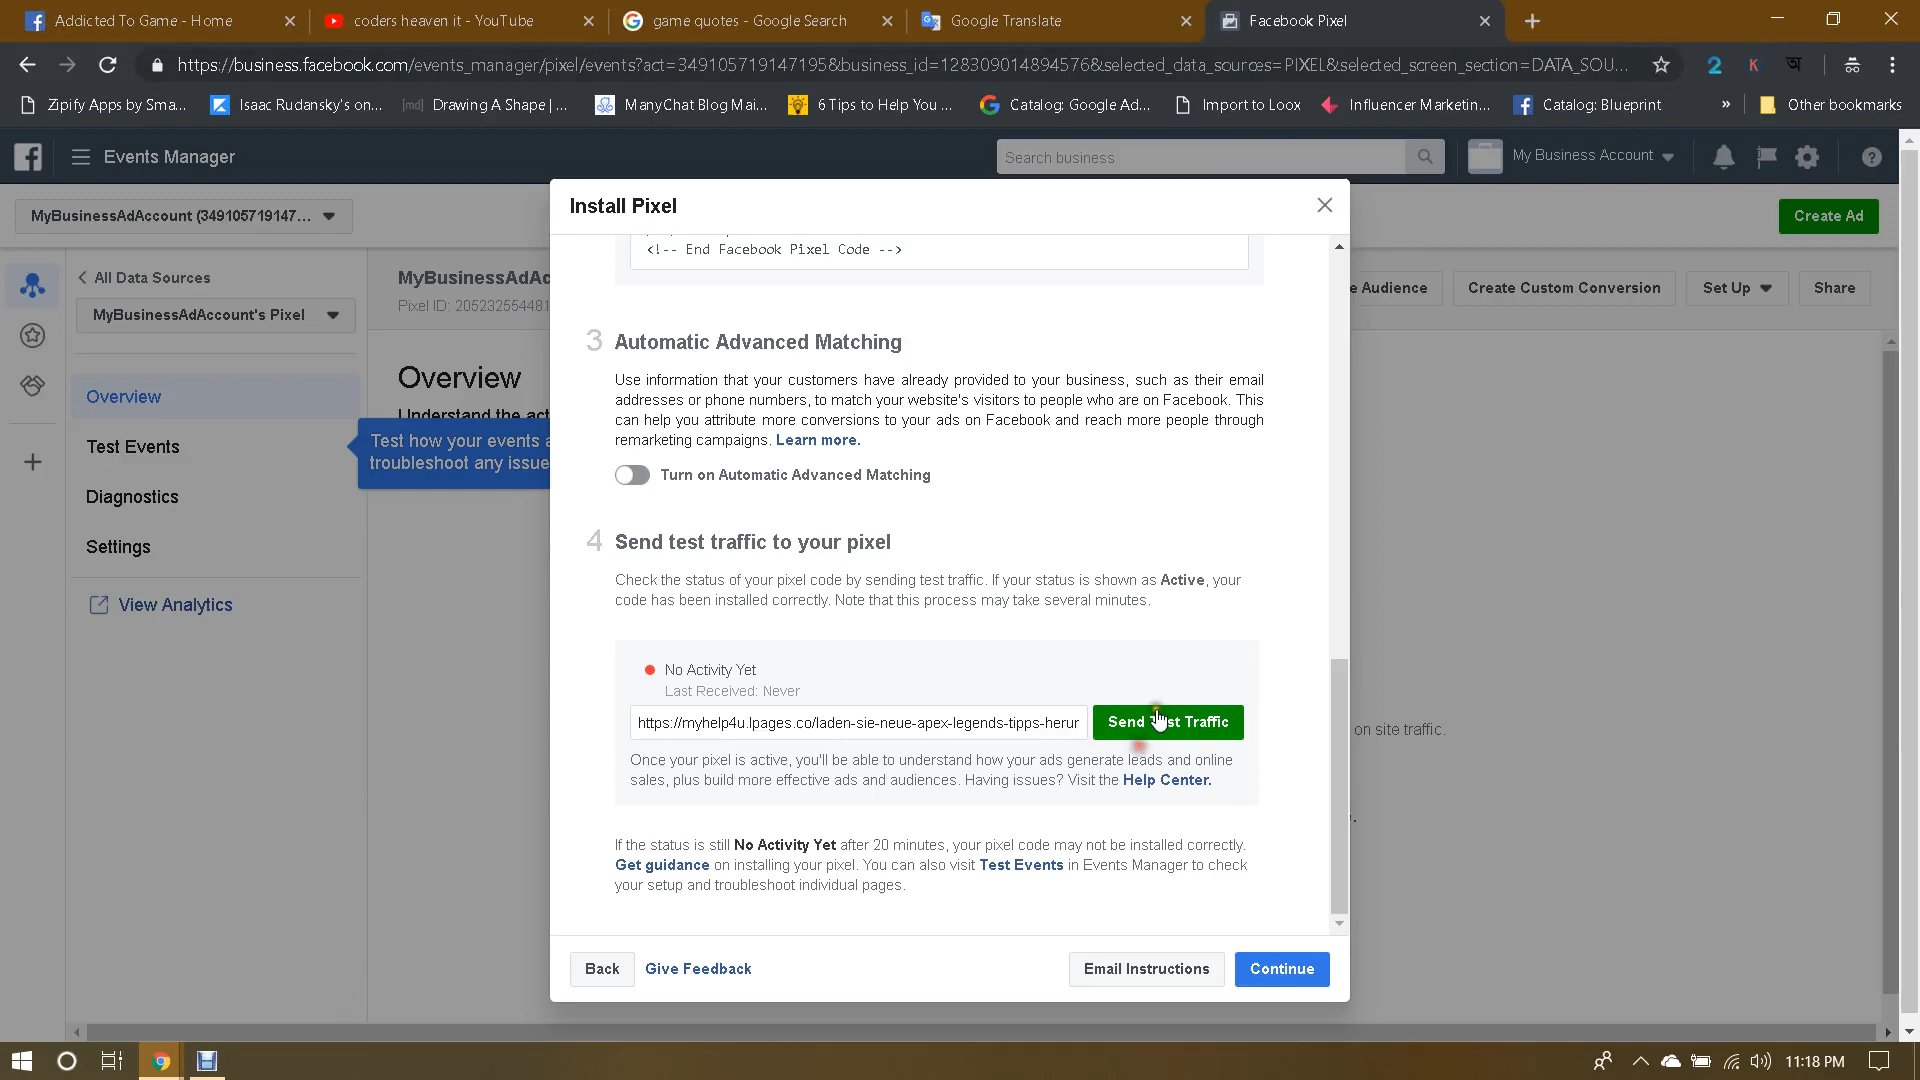 Addicted To Game - Home
coders heaven it - YouTube
game quotes - Google Search
Google Translate
Facebook Pixel
https://business.facebook.com/events_manager/pixel/events?act=349105719147195&business_id=128309014894576&selected_data_sources=PIXEL&selected_screen_section=DATA_SOU...
Zipify Apps by Sma...
Isaac Rudansky's on...
[md] Drawing A Shape | ...
ManyChat Blog Mai...
6 Tips to Help You ...
Catalog: Google Ad...
Import to Loox
Influencer Marketin...
Catalog: Blueprint
»
Other bookmarks
Events Manager
Search business
My Business Account
MyBusinessAdAccount (34910571914​7...
Create Ad
Install Pixel
All Data Sources
MyBusinessAdAccount's Pixel
MyBusinessAdAc
Pixel ID: 20523255448​1
e Audience
Create Custom Conversion
Set Up
Share
Overview
Test Events
Diagnostics
Settings
View Analytics
Overview
Understand the act
Test how your events a
troubleshoot any issue
on site traffic.
<!-- End Facebook Pixel Code -->
3 Automatic Advanced Matching
Use information that your customers have already provided to your business, such as their email
addresses or phone numbers, to match your website's visitors to people who are on Facebook. This
can help you attribute more conversions to your ads on Facebook and reach more people through
remarketing campaigns. Learn more.
Turn on Automatic Advanced Matching
4 Send test traffic to your pixel
Check the status of your pixel code by sending test traffic. If your status is shown as Active, your
code has been installed correctly. Note that this process may take several minutes.
No Activity Yet
Last Received: Never
https://myhelp4u.lpages.co/laden-sie-neue-apex-legends-tipps-herur
Send Test Traffic
Once your pixel is active, you'll be able to understand how your ads generate leads and online
sales, plus build more effective ads and audiences. Having issues? Visit the Help Center.
If the status is still No Activity Yet after 20 minutes, your pixel code may not be installed correctly.
Get guidance on installing your pixel. You can also visit Test Events in Events Manager to check
your setup and troubleshoot individual pages.
Back
Give Feedback
Email Instructions
Continue
11:18 PM